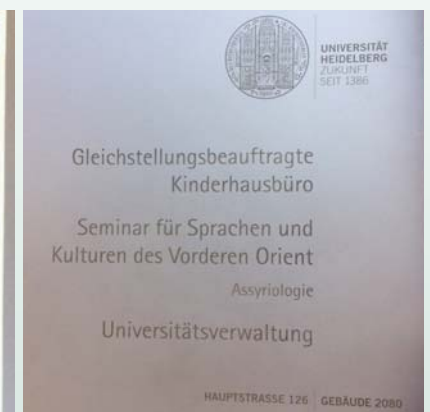 UNIVERSITÄT
HEIDELBERG
ZUKUNFT
SEIT 1386
Gleichstellungsbeauftragte
Kinderhausbüro
Seminar für Sprachen und
Kulturen des Vorderen Orient
Assyriologie
Universitätsverwaltung
HAUPTSTRASSE 126 GEBÄUDE 2080